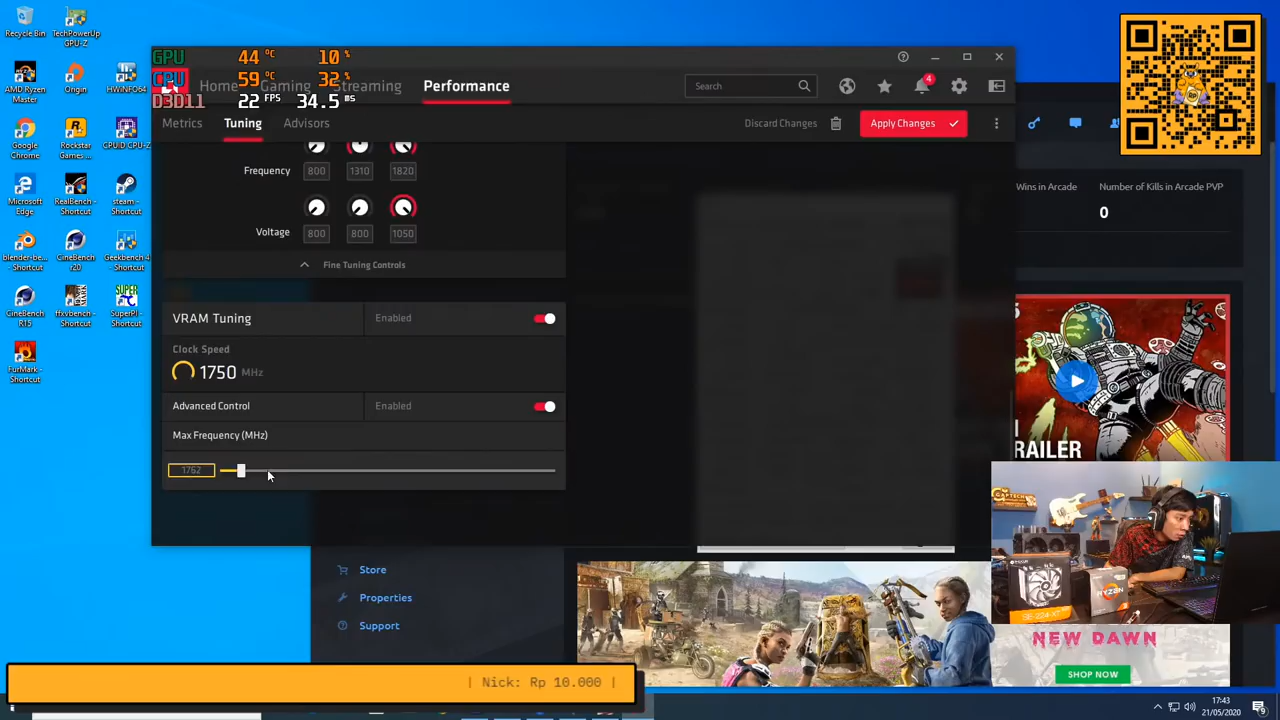 Recycle Bin
TechPowerUp GPU-Z
AMD Ryzen Master
Origin
HWiNFO64
Google Chrome
Rockstar Games ...
CPUID CPU-Z
Microsoft Edge
RealBench - Shortcut
steam - Shortcut
blender-be... - Shortcut
CineBench r20
Geekbench 4 - Shortcut
CineBench R15
ffxvbench - Shortcut
SuperPI - Shortcut
FurMark - Shortcut
GPU 44 °C 10 %
CPU 59 °C 32 %
D3D11 22 FPS 34.5 ms
Home Gaming Streaming Performance
Search
4
Metrics Tuning Advisors
Discard Changes
Apply Changes
Frequency 800 1310 1820
Voltage 800 800 1050
Fine Tuning Controls
VRAM Tuning Enabled
Clock Speed
1750 MHz
Advanced Control Enabled
Max Frequency (MHz)
1762
Wins in Arcade Number of Kills in Arcade PVP
0
Store
Properties
Support
RAILER
GAPTECH
RYZEN
NEW DAWN
SHOP NOW
| Nick: Rp 10.000 |
17:43
21/05/2020